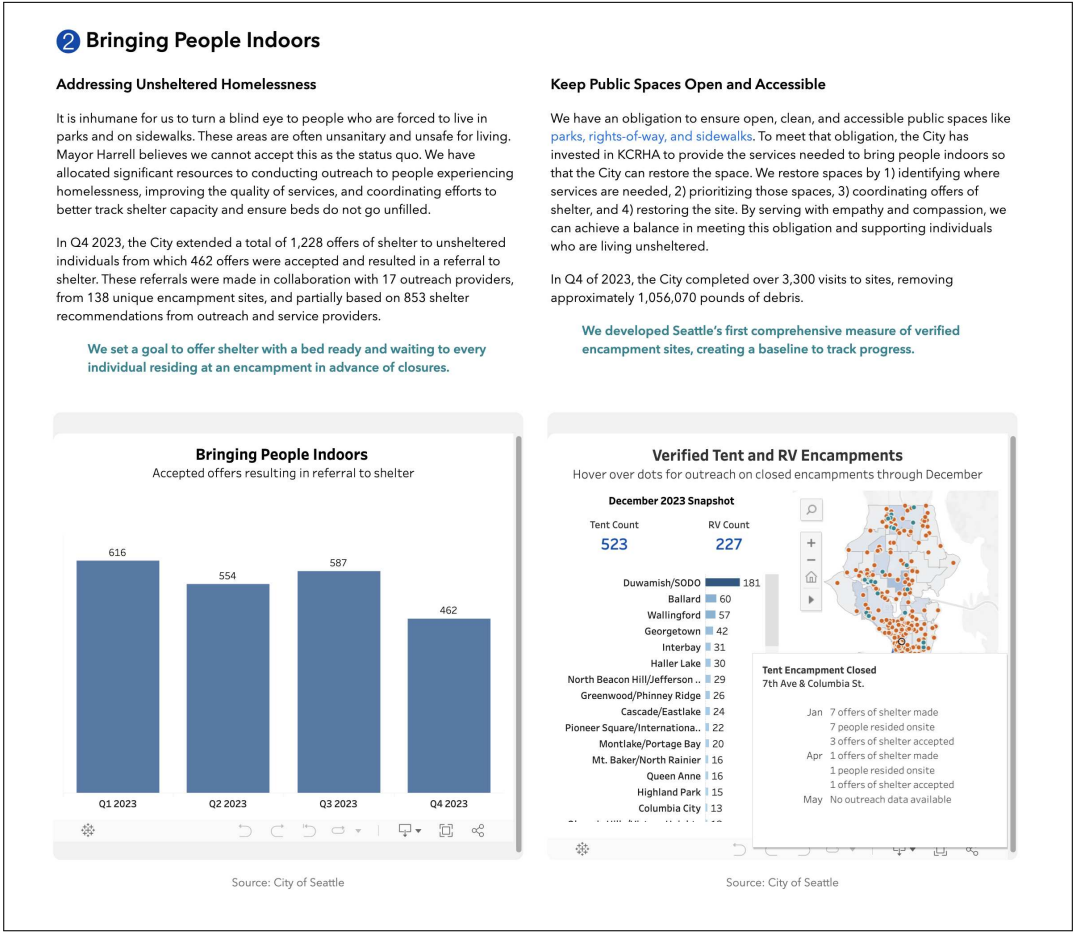 2 Bringing People Indoors
Addressing Unsheltered Homelessness
It is inhumane for us to turn a blind eye to people who are forced to live in
parks and on sidewalks. These areas are often unsanitary and unsafe for living.
Mayor Harrell believes we cannot accept this as the status quo. We have
allocated significant resources to conducting outreach to people experiencing
homelessness, improving the quality of services, and coordinating efforts to
better track shelter capacity and ensure beds do not go unfilled.
In Q4 2023, the City extended a total of 1,228 offers of shelter to unsheltered
individuals from which 462 offers were accepted and resulted in a referral to
shelter. These referrals were made in collaboration with 17 outreach providers,
from 138 unique encampment sites, and partially based on 853 shelter
recommendations from outreach and service providers.
We set a goal to offer shelter with a bed ready and waiting to every
individual residing at an encampment in advance of closures.
Keep Public Spaces Open and Accessible
We have an obligation to ensure open, clean, and accessible public spaces like
parks, rights-of-way, and sidewalks. To meet that obligation, the City has
invested in KCRHA to provide the services needed to bring people indoors so
that the City can restore the space. We restore spaces by 1) identifying where
services are needed, 2) prioritizing those spaces, 3) coordinating offers of
shelter, and 4) restoring the site. By serving with empathy and compassion, we
can achieve a balance in meeting this obligation and supporting individuals
who are living unsheltered.
In Q4 of 2023, the City completed over 3,300 visits to sites, removing
approximately 1,056,070 pounds of debris.
We developed Seattle's first comprehensive measure of verified
encampment sites, creating a baseline to track progress.
Bringing People Indoors
Accepted offers resulting in referral to shelter
616
554
587
462
Q1 2023
Q2 2023
Q3 2023
Q4 2023
Source: City of Seattle
Verified Tent and RV Encampments
Hover over dots for outreach on closed encampments through December
December 2023 Snapshot
Tent Count RV Count
523 227
Duwamish/SODO 181
Ballard 60
Wallingford 57
Georgetown 42
Interbay 31
Haller Lake 30
North Beacon Hill/Jefferson .. 29
Greenwood/Phinney Ridge 26
Cascade/Eastlake 24
Pioneer Square/Internationa.. 22
Montlake/Portage Bay 20
Mt. Baker/North Rainier 16
Queen Anne 16
Highland Park 15
Columbia City 13
Tent Encampment Closed
7th Ave & Columbia St.
Jan 7 offers of shelter made
7 people resided onsite
3 offers of shelter accepted
Apr 1 offers of shelter made
1 people resided onsite
1 offers of shelter accepted
May No outreach data available
Source: City of Seattle